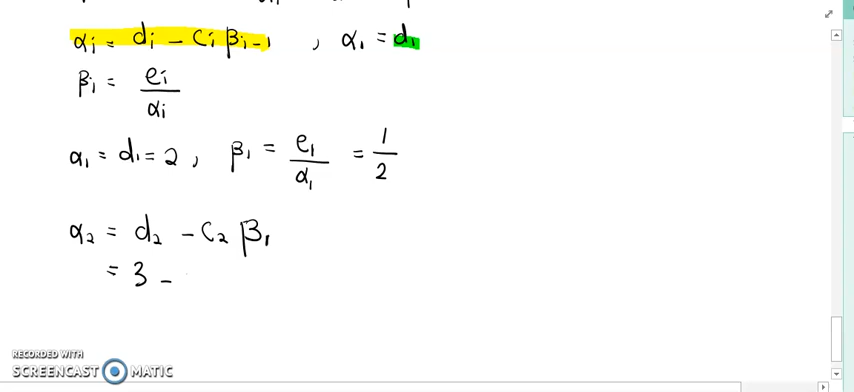 αi = di − ci βi−1 , α1 = d1
βi = ei / αi
α1 = d1 = 2 , β1 = e1 / α1 = 1 / 2
α2 = d2 − c2 β1
= 3 −
RECORDED WITH
SCREENCAST MATIC